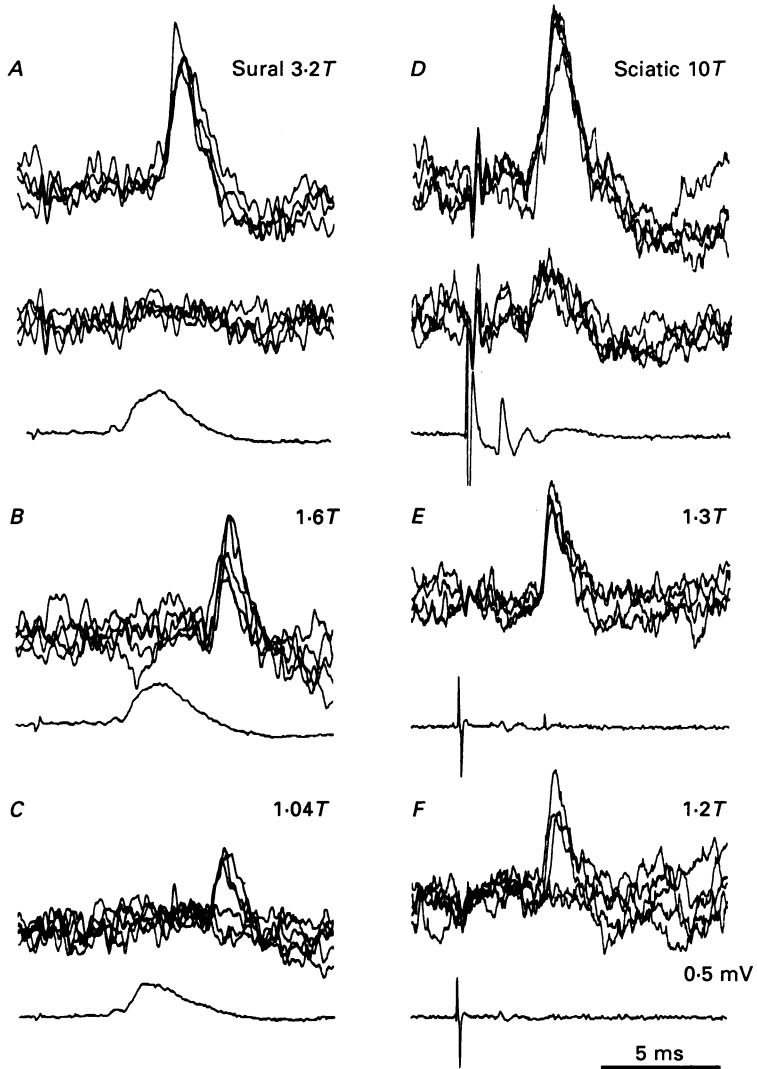 A Sural 3·2T
D Sciatic 10T
B 1·6T
E 1·3T
C 1·04T
F 1·2T
0·5 mV
5 ms